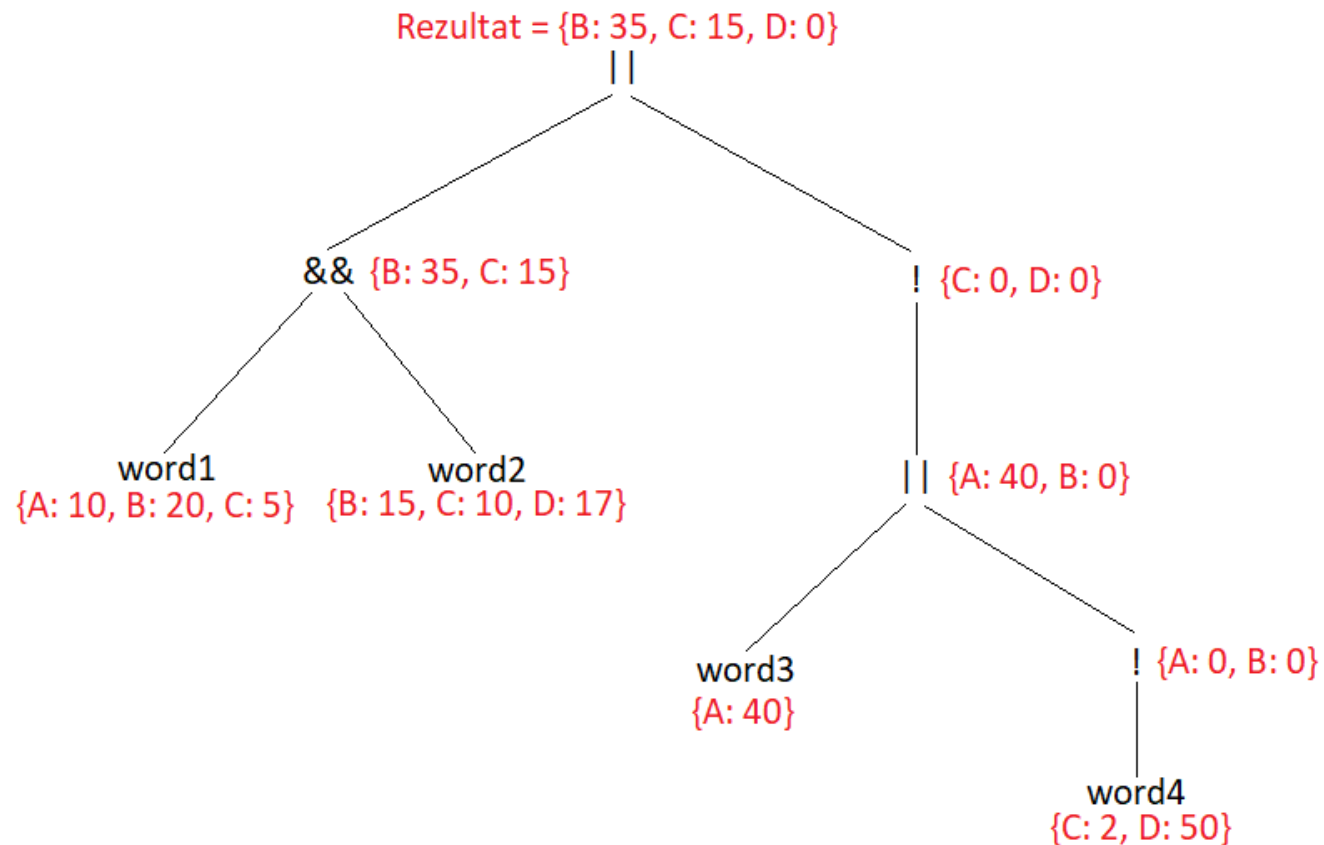 Rezultat = {B: 35, C: 15, D: 0}
||
&& {B: 35, C: 15}
! {C: 0, D: 0}
word1
{A: 10, B: 20, C: 5}
word2
{B: 15, C: 10, D: 17}
|| {A: 40, B: 0}
word3
{A: 40}
! {A: 0, B: 0}
word4
{C: 2, D: 50}